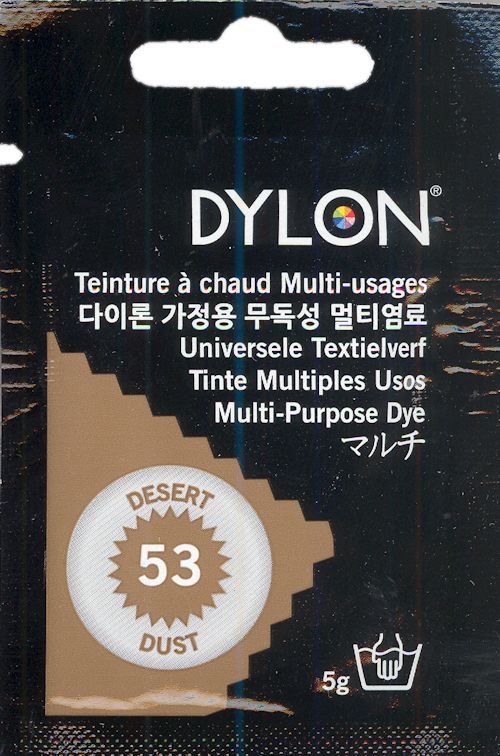 DYLON®
Teinture à chaud Multi-usages
다이론 가정용 무독성 멀티염료
Universele Textielverf
Tinte Multiples Usos
Multi-Purpose Dye
マルチ
DESERT
53
DUST
5g